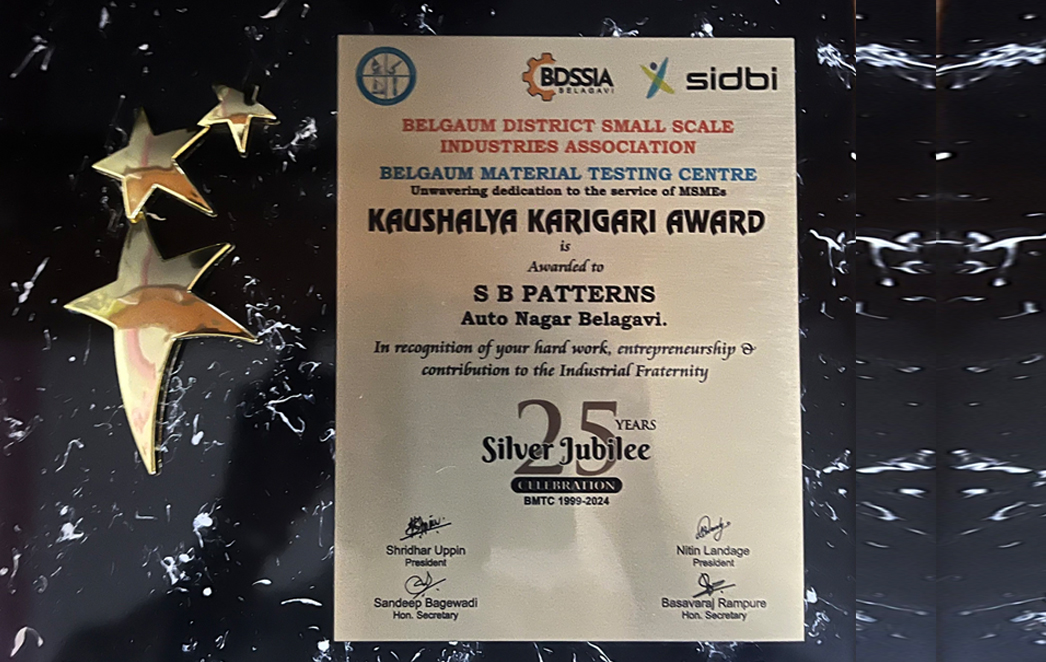 BDSSIA
BELAGAVI
sidbi
BELGAUM DISTRICT SMALL SCALE
INDUSTRIES ASSOCIATION
BELGAUM MATERIAL TESTING CENTRE
Unwavering dedication to the service of MSMEs
KAUSHALYA KARIGARI AWARD
is
Awarded to
S B PATTERNS
Auto Nagar Belagavi.
In recognition of your hard work, entrepreneurship &
contribution to the Industrial Fraternity
25 YEARS
Silver Jubilee
CELEBRATION
BMTC 1999-2024
Shridhar Uppin
President
Nitin Landage
President
Sandeep Bagewadi
Hon. Secretary
Basavaraj Rampure
Hon. Secretary